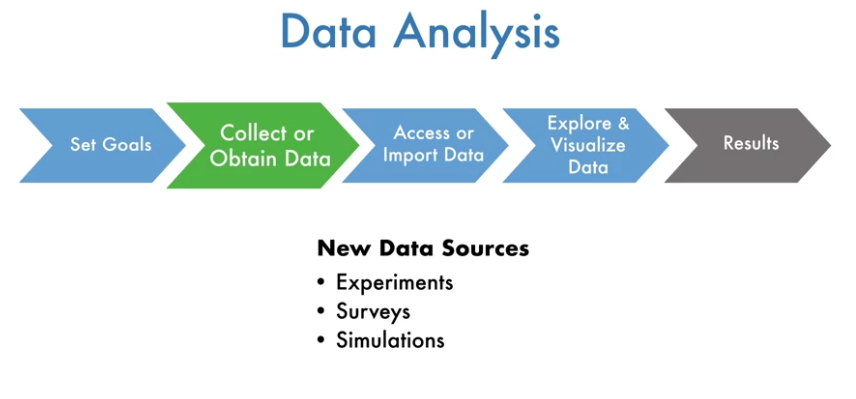 Data Analysis
Set Goals
Collect or
Obtain Data
Access or
Import Data
Explore &
Visualize
Data
Results
New Data Sources
• Experiments
• Surveys
• Simulations